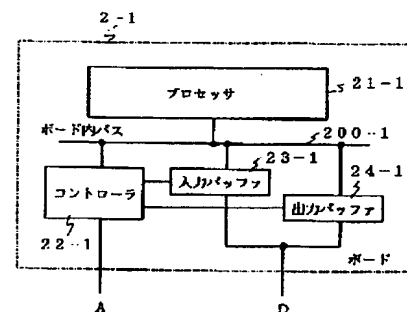 2-1
プロセッサ
21-1
ボード内バス
200-1
23-1
コントローラ
入力バッファ
24-1
出力バッファ
22-1
ボード
A
D